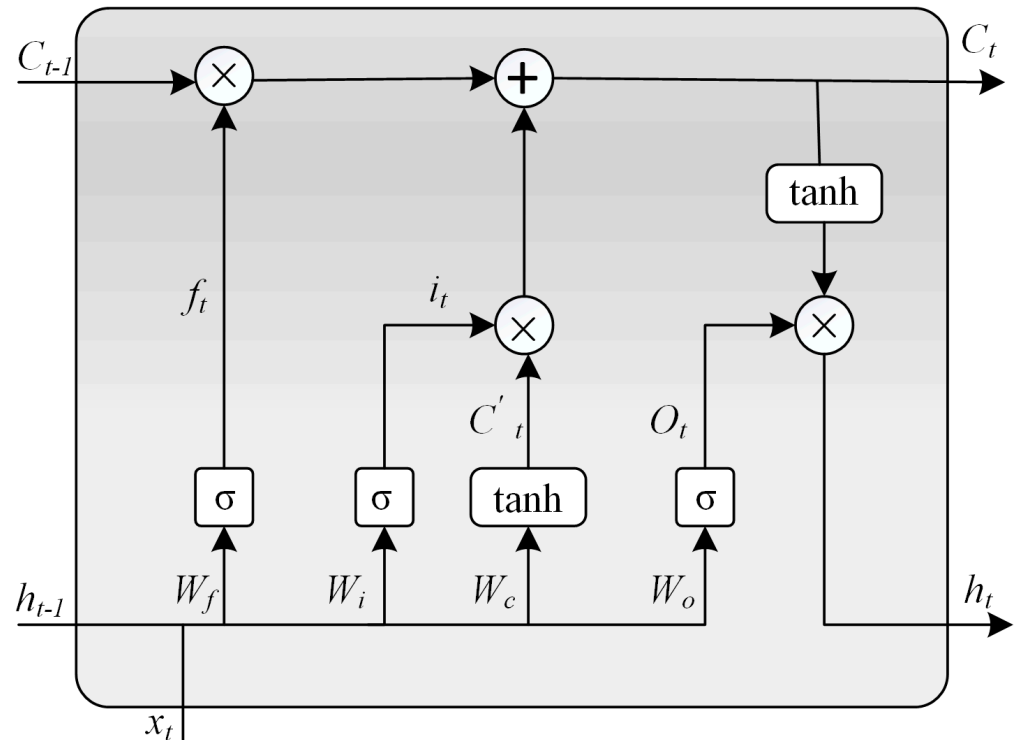 C_{t-1}
×
+
C_t
tanh
f_t
i_t
×
×
C'_t
O_t
σ
σ
tanh
σ
h_{t-1}
W_f
W_i
W_c
W_o
h_t
x_t